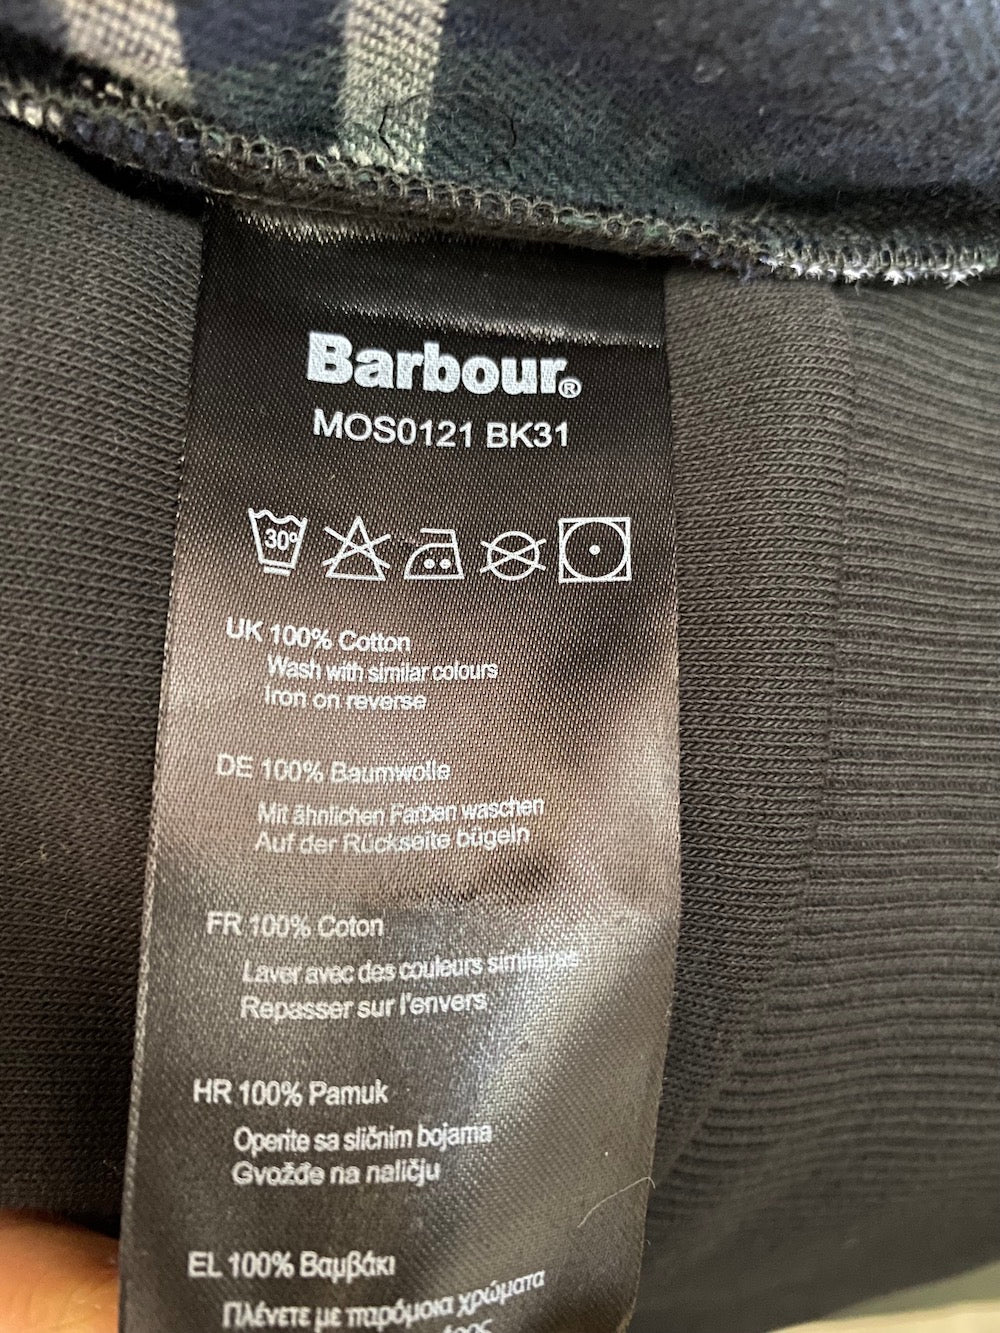 Barbour®
MOS0121 BK31
30°
UK 100% Cotton
Wash with similar colours
Iron on reverse
DE 100% Baumwolle
Mit ähnlichen Farben waschen
Auf der Rückseite bügeln
FR 100% Coton
Laver avec des couleurs similaires
Repasser sur l'envers
HR 100% Pamuk
Operite sa sličnim bojama
Gvožđe na naličju
EL 100% Βαμβάκι
Πλένετε με παρόμοια χρώματα